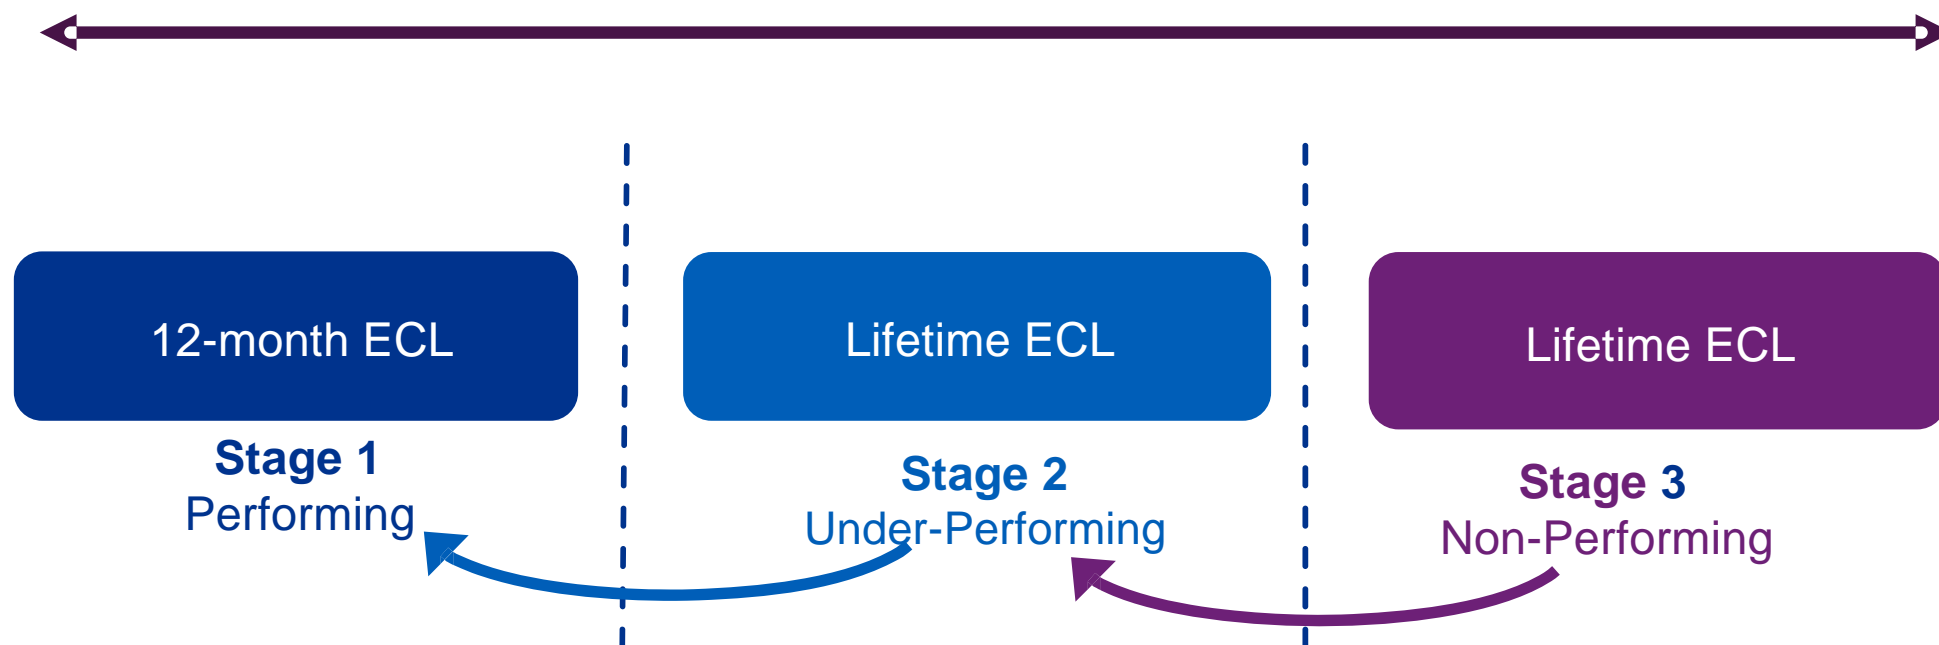 12-month ECL
Stage 1
Performing
Lifetime ECL
Stage 2
Under-Performing
Lifetime ECL
Stage 3
Non-Performing